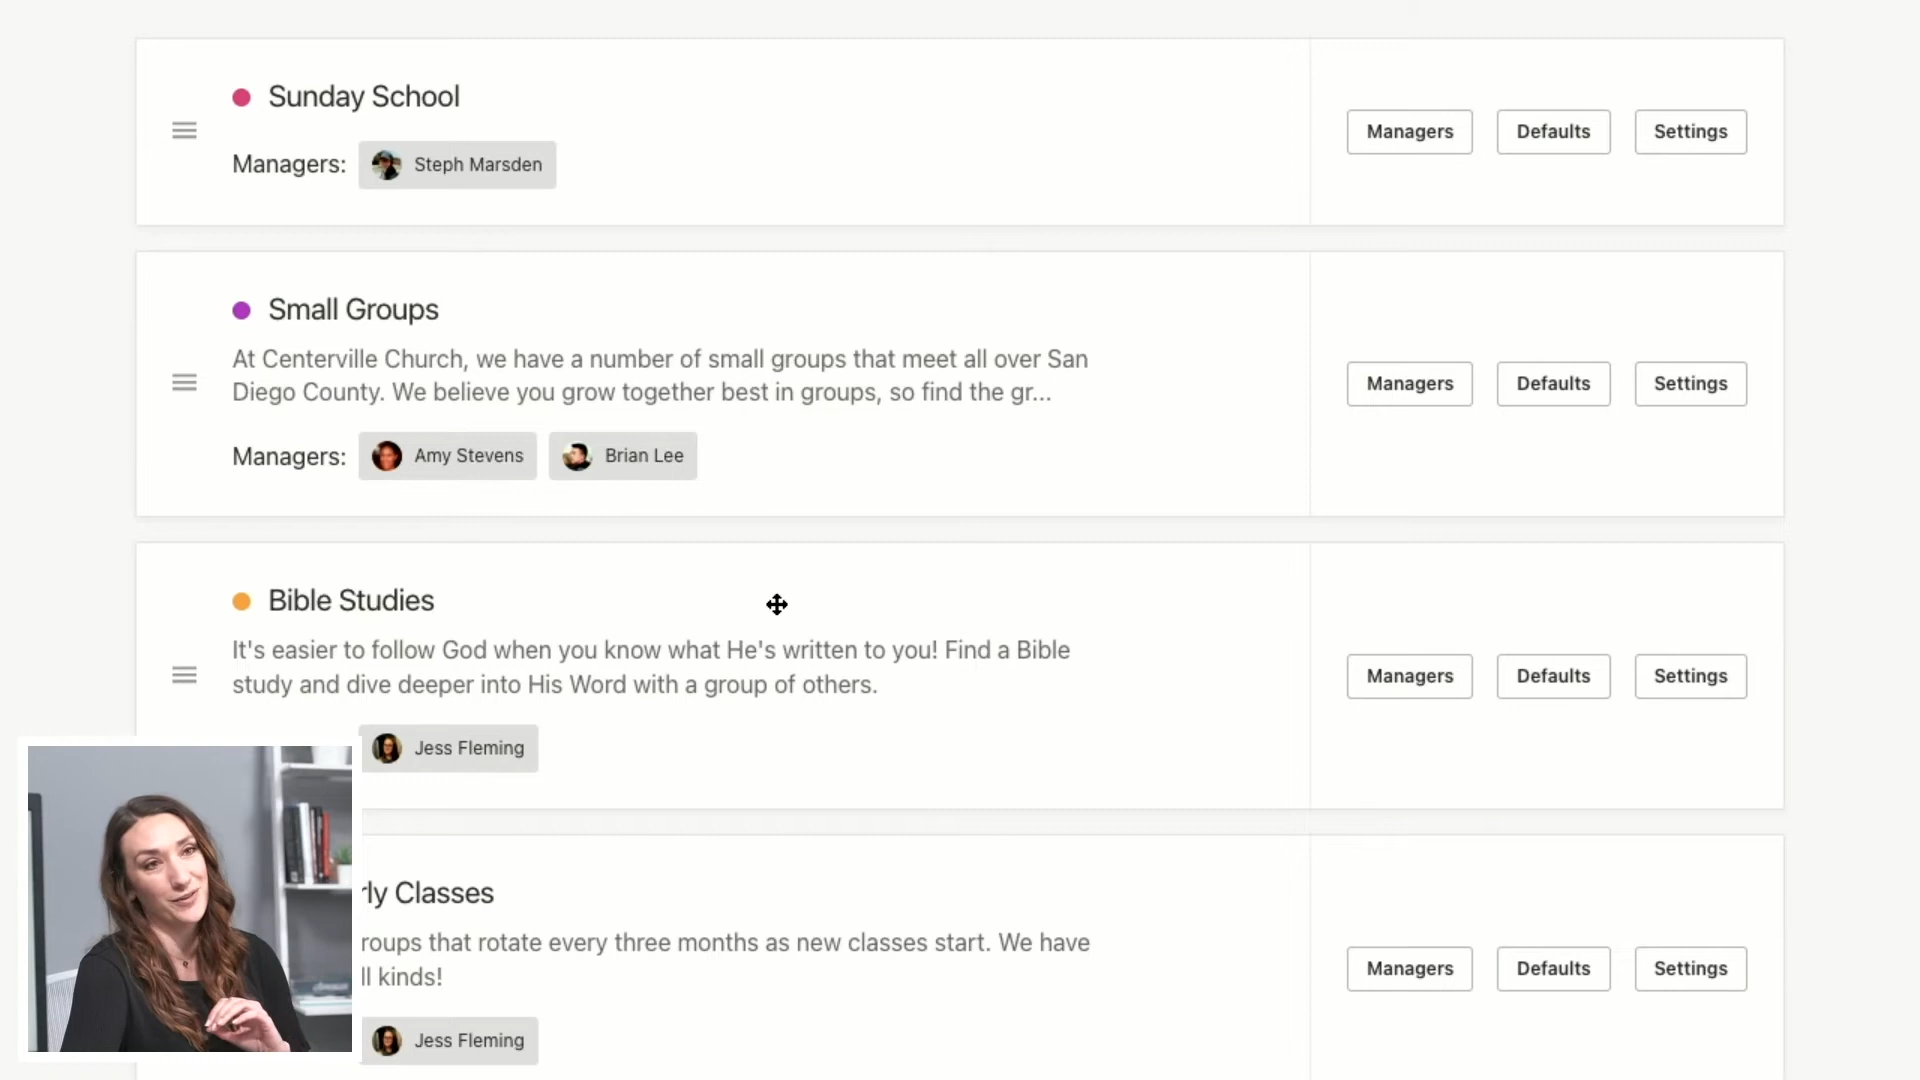 Sunday School
Managers: Steph Marsden
Managers Defaults Settings
Small Groups
At Centerville Church, we have a number of small groups that meet all over San
Diego County. We believe you grow together best in groups, so find the gr...
Managers: Amy Stevens Brian Lee
Managers Defaults Settings
Bible Studies
It's easier to follow God when you know what He's written to you! Find a Bible
study and dive deeper into His Word with a group of others.
Jess Fleming
Managers Defaults Settings
rly Classes
roups that rotate every three months as new classes start. We have
ll kinds!
Jess Fleming
Managers Defaults Settings